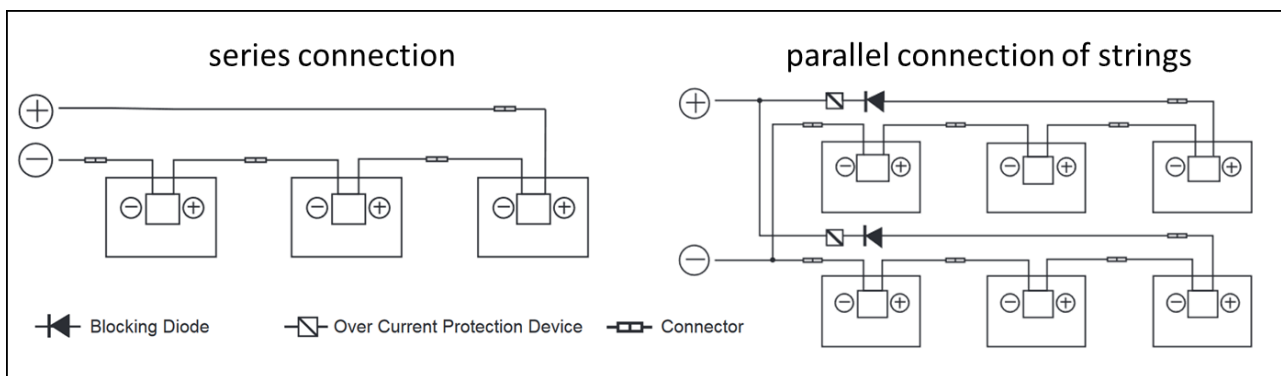 series connection
parallel connection of strings
+
+
- + - + - +
-
- + - + - +
-
- + - + - +
Blocking Diode
Over Current Protection Device
Connector